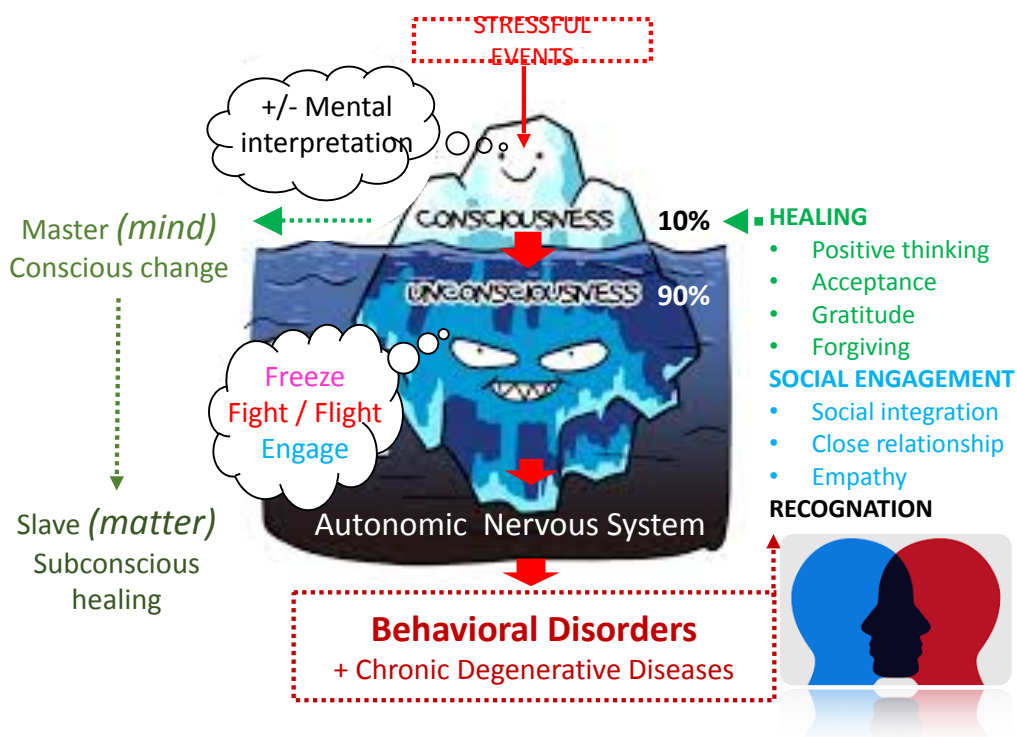 STRESSFUL
EVENTS
+/- Mental
interpretation
CONSCIOUSNESS
10%
UNCONSCIOUSNESS
90%
Master (mind)
Conscious change
Freeze
Fight / Flight
Engage
Slave (matter)
Subconscious
healing
Autonomic Nervous System
Behavioral Disorders
+ Chronic Degenerative Diseases
HEALING
• Positive thinking
• Acceptance
• Gratitude
• Forgiving
SOCIAL ENGAGEMENT
• Social integration
• Close relationship
• Empathy
RECOGNATION